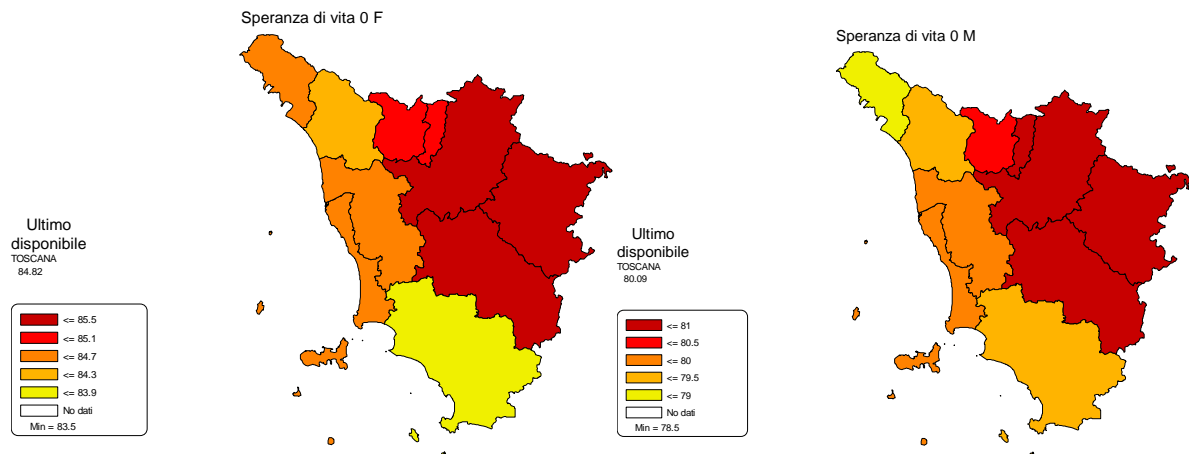 Speranza di vita 0 F
Ultimo
disponibile
TOSCANA
84.82
<= 85.5
<= 85.1
<= 84.7
<= 84.3
<= 83.9
No dati
Min = 83.5
Speranza di vita 0 M
Ultimo
disponibile
TOSCANA
80.09
<= 81
<= 80.5
<= 80
<= 79.5
<= 79
No dati
Min = 78.5